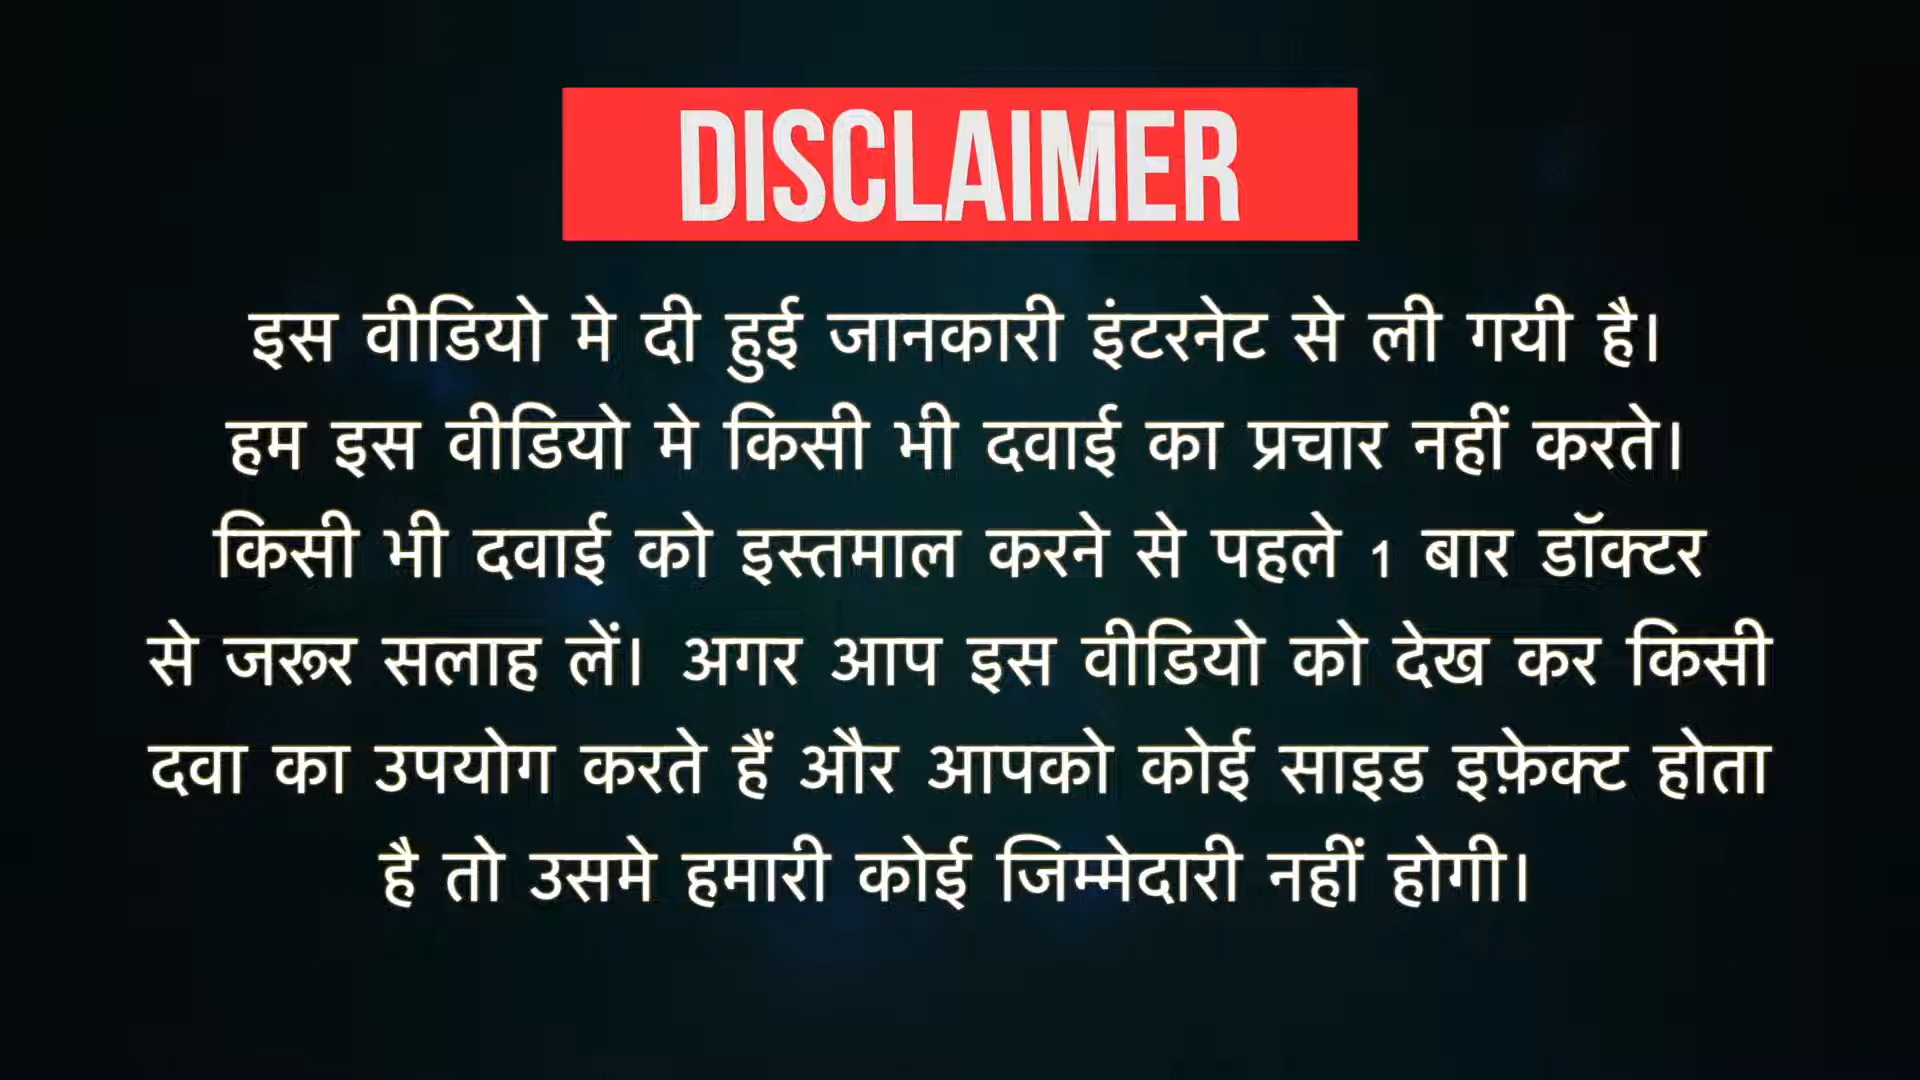 DISCLAIMER
इस वीडियो मे दी हुई जानकारी इंटरनेट से ली गयी है।
हम इस वीडियो मे किसी भी दवाई का प्रचार नहीं करते।
किसी भी दवाई को इस्तमाल करने से पहले 1 बार डॉक्टर
से जरूर सलाह लें। अगर आप इस वीडियो को देख कर किसी
दवा का उपयोग करते हैं और आपको कोई साइड इफ़ेक्ट होता
है तो उसमे हमारी कोई जिम्मेदारी नहीं होगी।